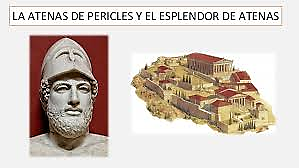 LA ATENAS DE PERICLES Y EL ESPLENDOR DE ATENAS